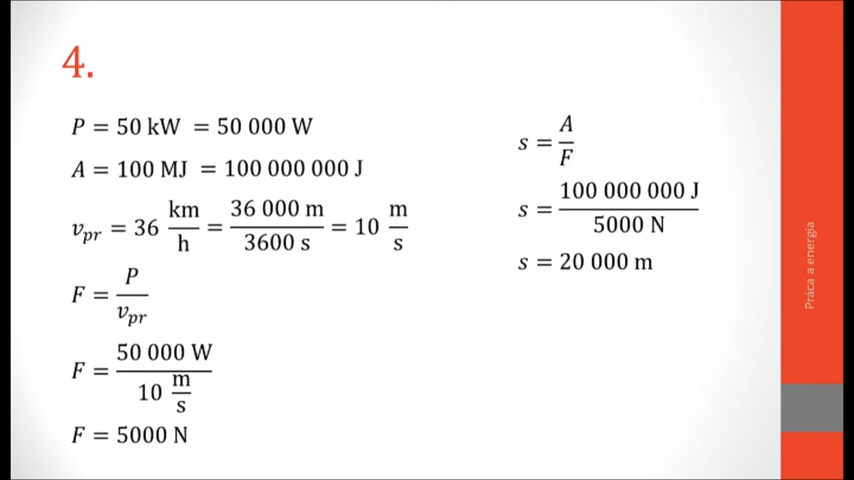 4.
P = 50 kW = 50 000 W
A = 100 MJ = 100 000 000 J
v_pr = 36 km/h = 36 000 m/3600 s = 10 m/s
F = P/v_pr
F = 50 000 W/10 m/s
F = 5000 N
s = A/F
s = 100 000 000 J/5000 N
s = 20 000 m
Práca a energia